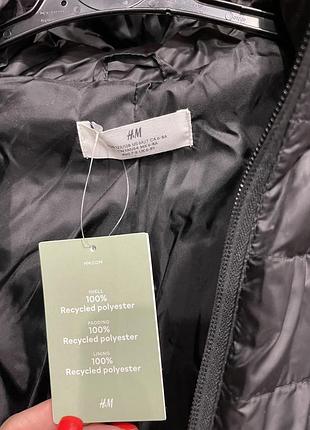 H&M
HM.COM
SHELL
100%
Recycled polyester
PADDING
100%
Recycled polyester
LINING
100%
Recycled polyester
H&M